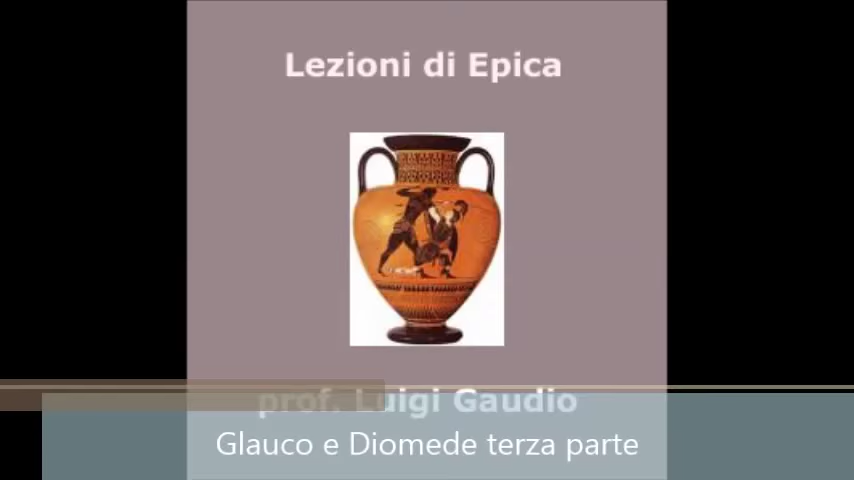 Lezioni di Epica
prof. Luigi Gaudio
Glauco e Diomede terza parte